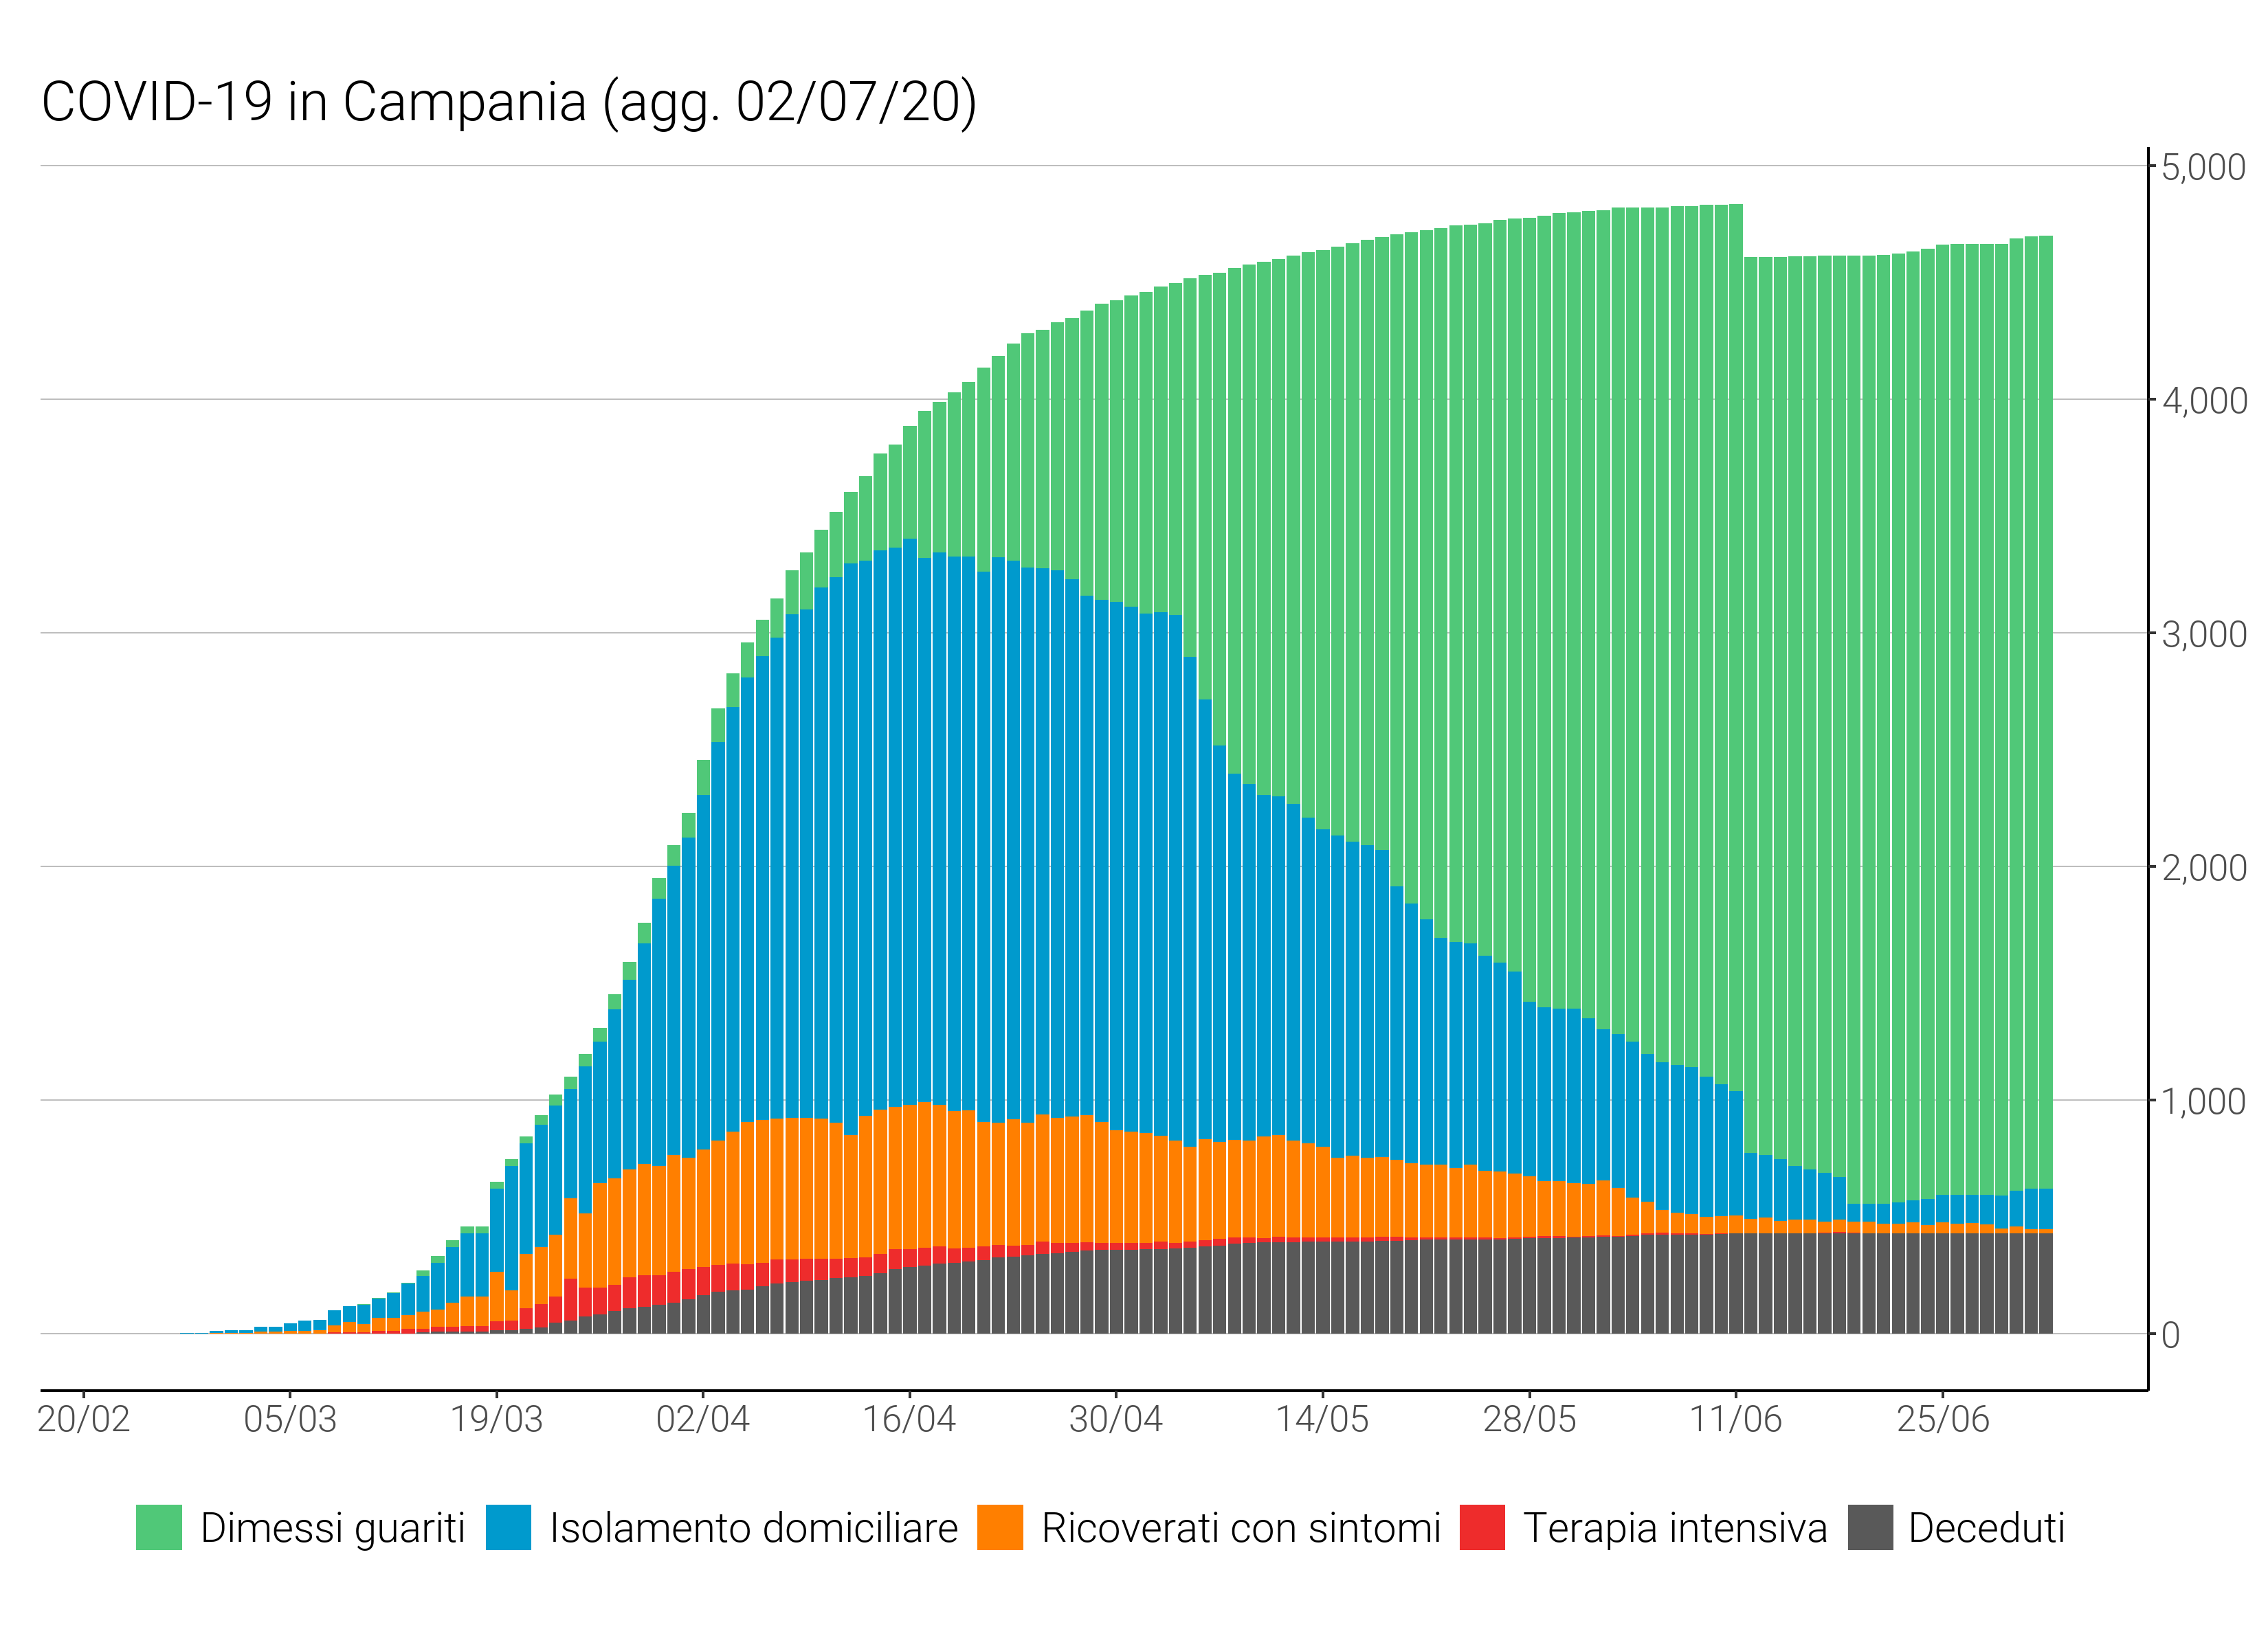 COVID-19 in Campania (agg. 02/07/20)
5,000
4,000
3,000
2,000
1,000
0
20/02 05/03 19/03 02/04 16/04 30/04 14/05 28/05 11/06 25/06
Dimessi guariti Isolamento domiciliare Ricoverati con sintomi Terapia intensiva Deceduti